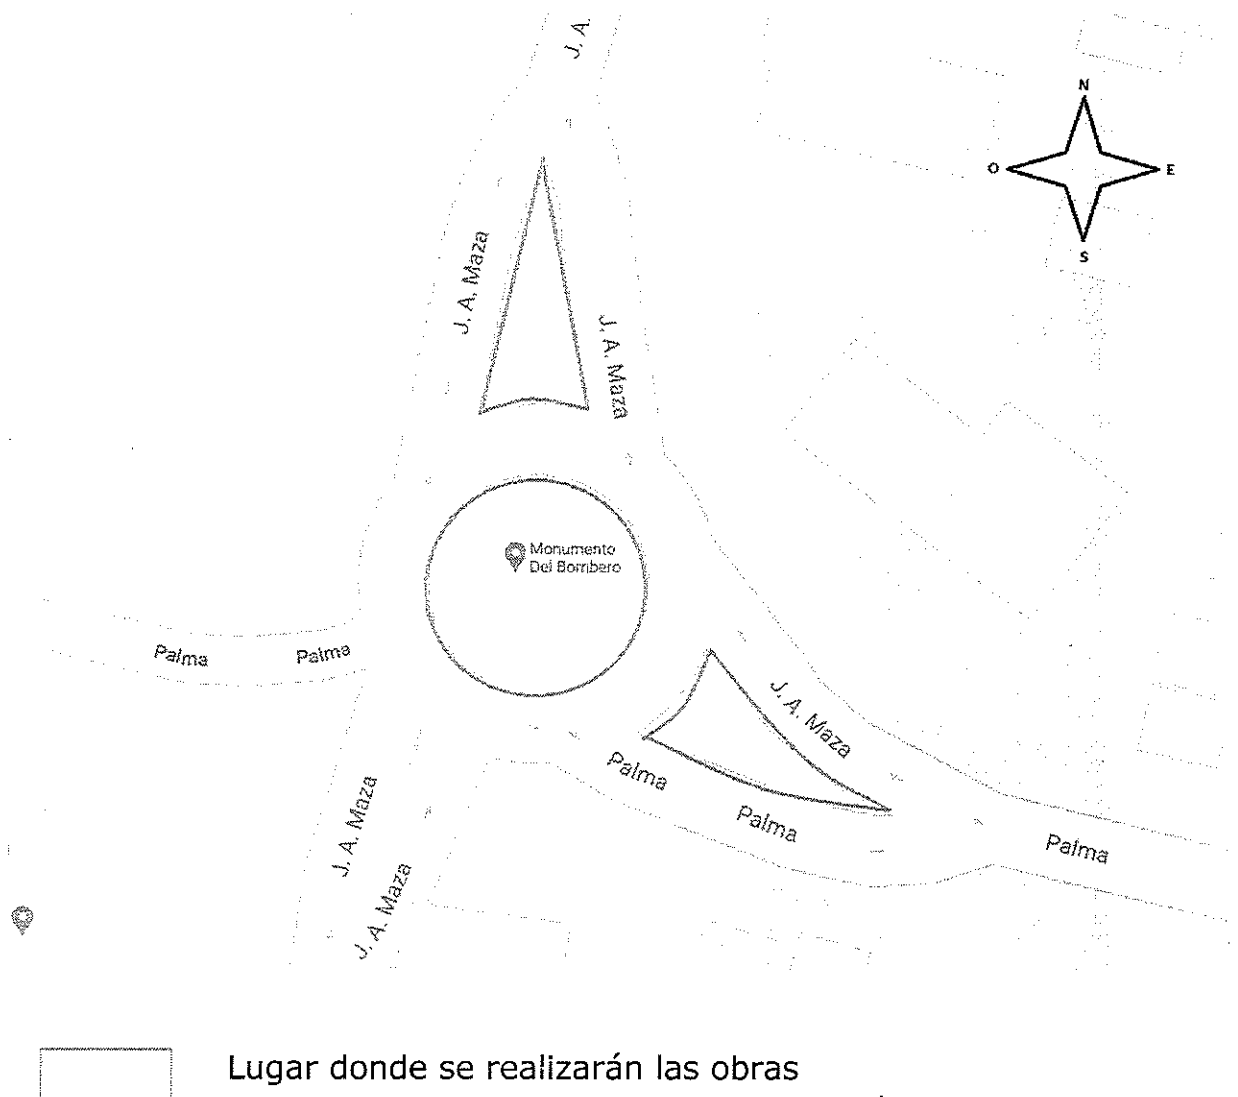 J. A.
N
O
E
S
J. A. Maza
J. A. Maza
Monumento
Del Bombero
Palma
Palma
J. A. Maza
Palma
Palma
Palma
J. A. Maza
J. A. Maza
Lugar donde se realizarán las obras